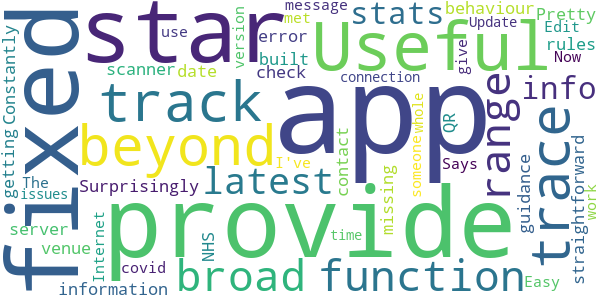 star
app
fixed
provide
Useful
beyond
track
trace
function
broad
latest
range
stats
info
use
message
met
error
built
check
version
scanner
date
behaviour
Update
Pretty
Edit
rules
Now
give
connection
getting
Constantly
The
issues
Surprisingly
I've
contact
missing
someone
whole
QR
Says
guidance
straightforward
work
server
venue
Internet
NHS
covid
information
time
Easy